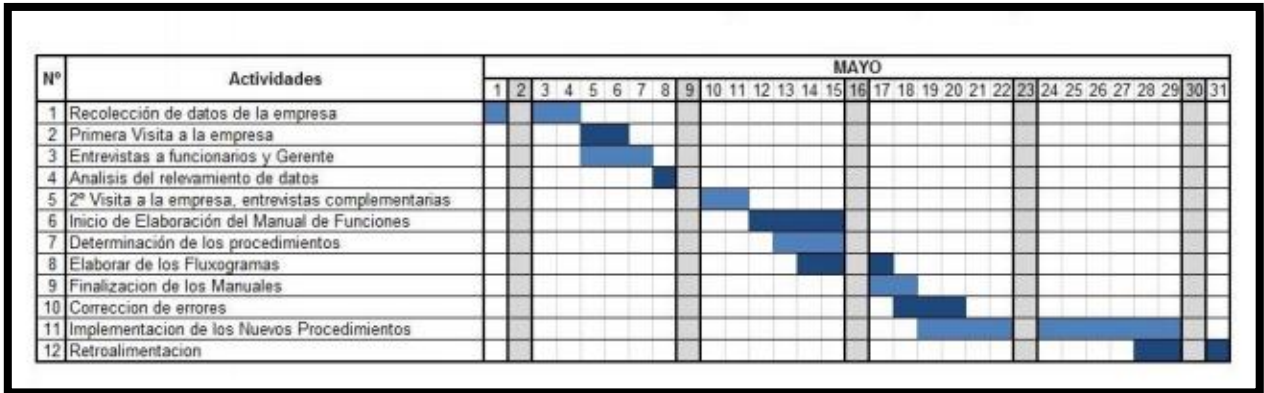 MAYO
Nº Actividades
1 2 3 4 5 6 7 8 9 10 11 12 13 14 15 16 17 18 19 20 21 22 23 24 25 26 27 28 29 30 31
1 Recolección de datos de la empresa
2 Primera Visita a la empresa
3 Entrevistas a funcionarios y Gerente
4 Analisis del relevamiento de datos
5 2ª Visita a la empresa, entrevistas complementarias
6 Inicio de Elaboración del Manual de Funciones
7 Determinación de los procedimientos
8 Elaborar de los Fluxogramas
9 Finalizacion de los Manuales
10 Correccion de errores
11 Implementacion de los Nuevos Procedimientos
12 Retroalimentacion